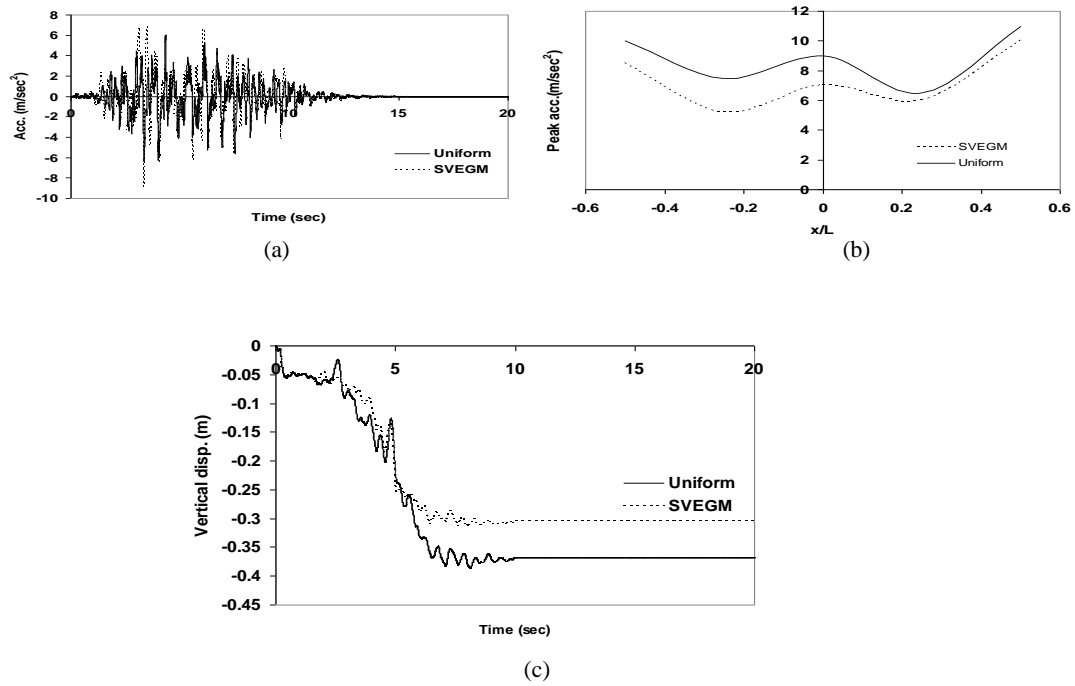 8
6
4
2
0
-2
-4
-6
-8
-10
0
5
10
15
20
Acc. (m/sec²)
Uniform
SVEGM
Time (sec)
(a)
12
10
8
6
4
2
0
Peak acc.(m/sec²)
SVEGM
Uniform
-0.6
-0.4
-0.2
0
0.2
0.4
0.6
x/L
(b)
0
-0.05
-0.1
-0.15
-0.2
-0.25
-0.3
-0.35
-0.4
-0.45
0
5
10
15
20
Vertical disp. (m)
Uniform
SVEGM
Time (sec)
(c)